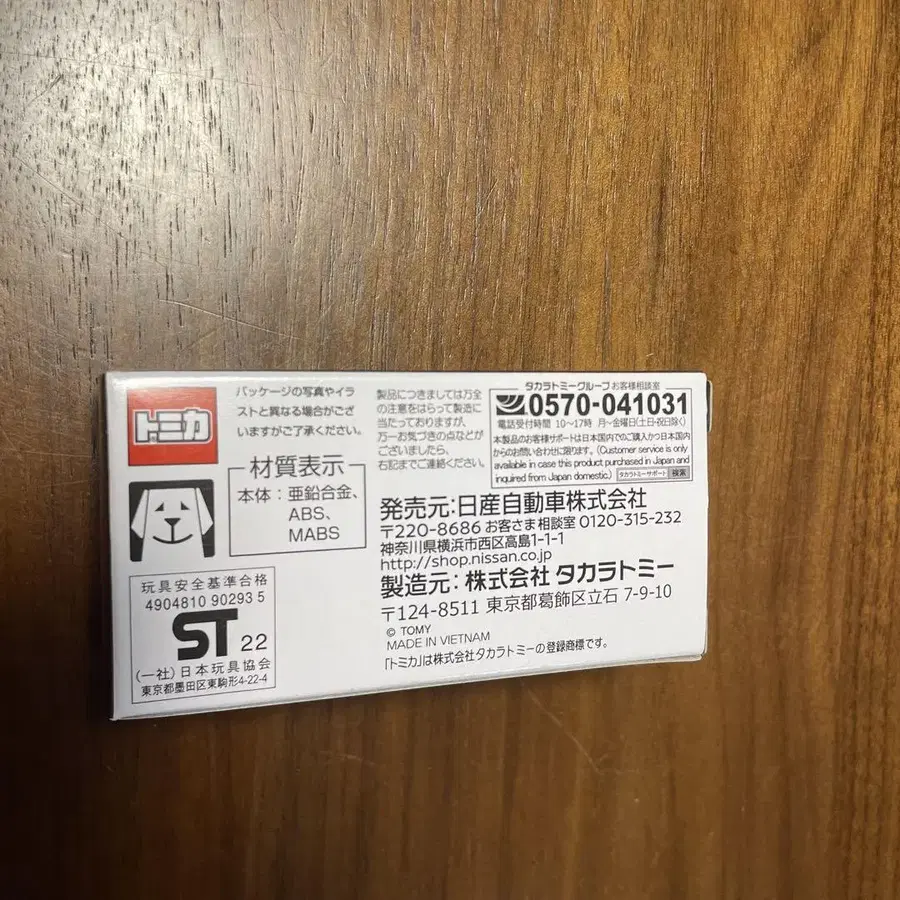 トミカ
パッケージの写真やイラ
ストと異なる場合がござ
いますがご了承ください。
材質表示
本体：亜鉛合金、
ABS、
MABS
玩具安全基準合格
4904810 90293 5
ST 22
(一社)日本玩具協会
東京都墨田区東駒形4-22-4
製品につきましては万全
の注意をはらって製造に
当たっておりますが、
万一お気づきの点などが
ございましたら、
右記までご連絡ください。
タカラトミーグループ お客様相談室
0570-041031
電話受付時間 10～17時 月～金曜日(土日・祝日除く)
本製品のお客様サポートは日本国内でのご購入かつ日本国内
からのお問い合わせに限ります。(Customer service is only
available in case this product purchased in Japan and
inquired from Japan domestic.) タカラトミーサポート 検索
発売元：日産自動車株式会社
〒220-8686 お客さま相談室 0120-315-232
神奈川県横浜市西区高島1-1-1
http://shop.nissan.co.jp
製造元：株式会社 タカラトミー
〒124-8511 東京都葛飾区立石 7-9-10
© TOMY
MADE IN VIETNAM
「トミカ」は株式会社タカラトミーの登録商標です。